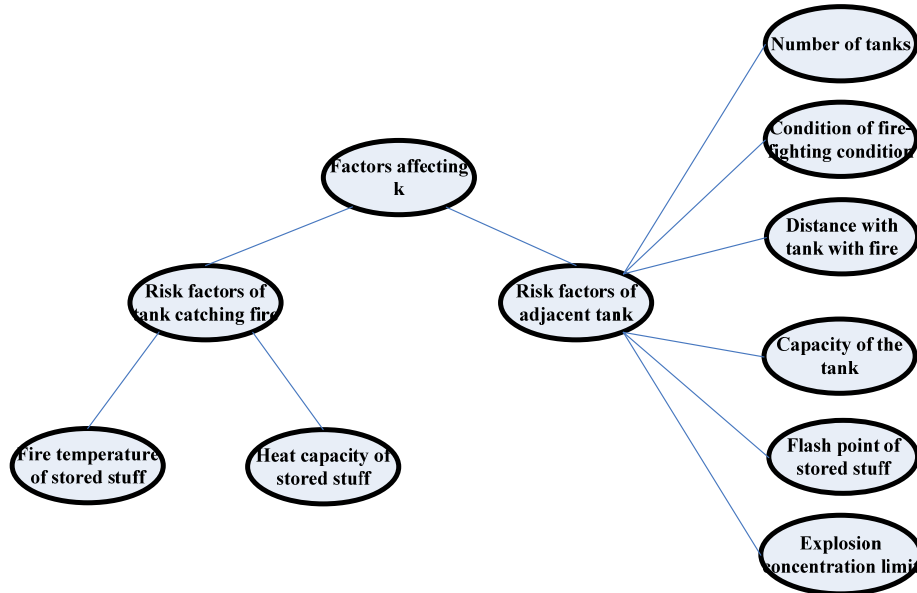 Number of tanks
Condition of fire-
fighting condition
Factors affecting
k
Distance with
tank with fire
Risk factors of
tank catching fire
Risk factors of
adjacent tank
Capacity of the
tank
Fire temperature
of stored stuff
Heat capacity of
stored stuff
Flash point of
stored stuff
Explosion
concentration limit